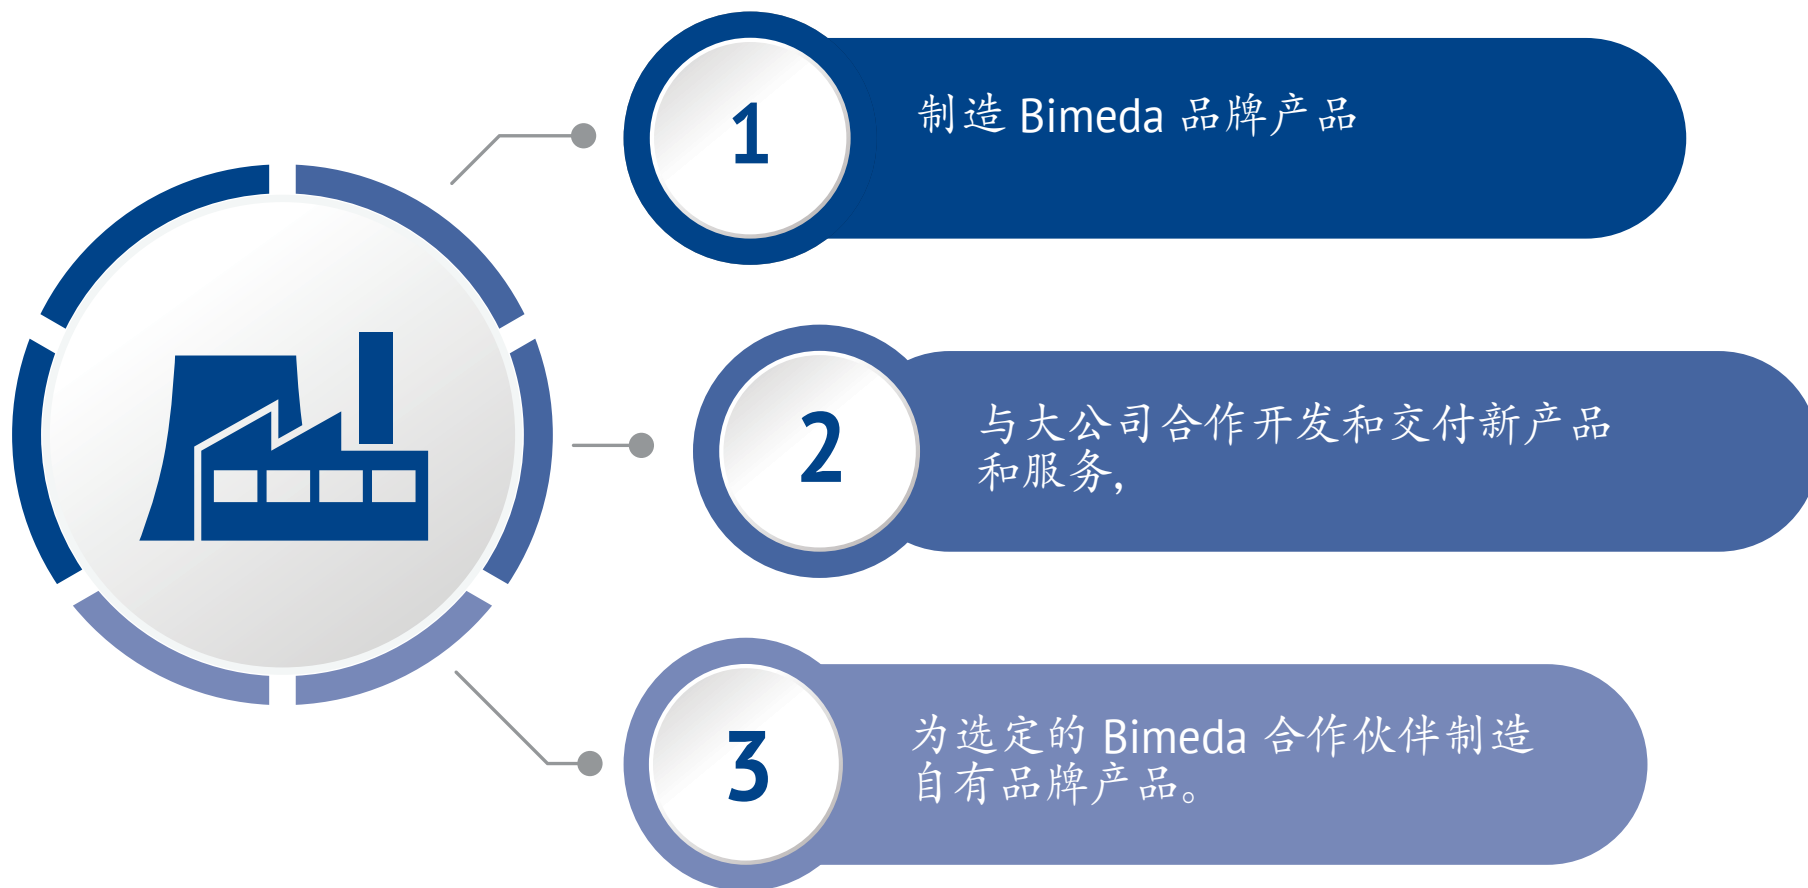 1
制造 Bimeda 品牌产品
2
与大公司合作开发和交付新产品
和服务,
3
为选定的 Bimeda 合作伙伴制造
自有品牌产品。